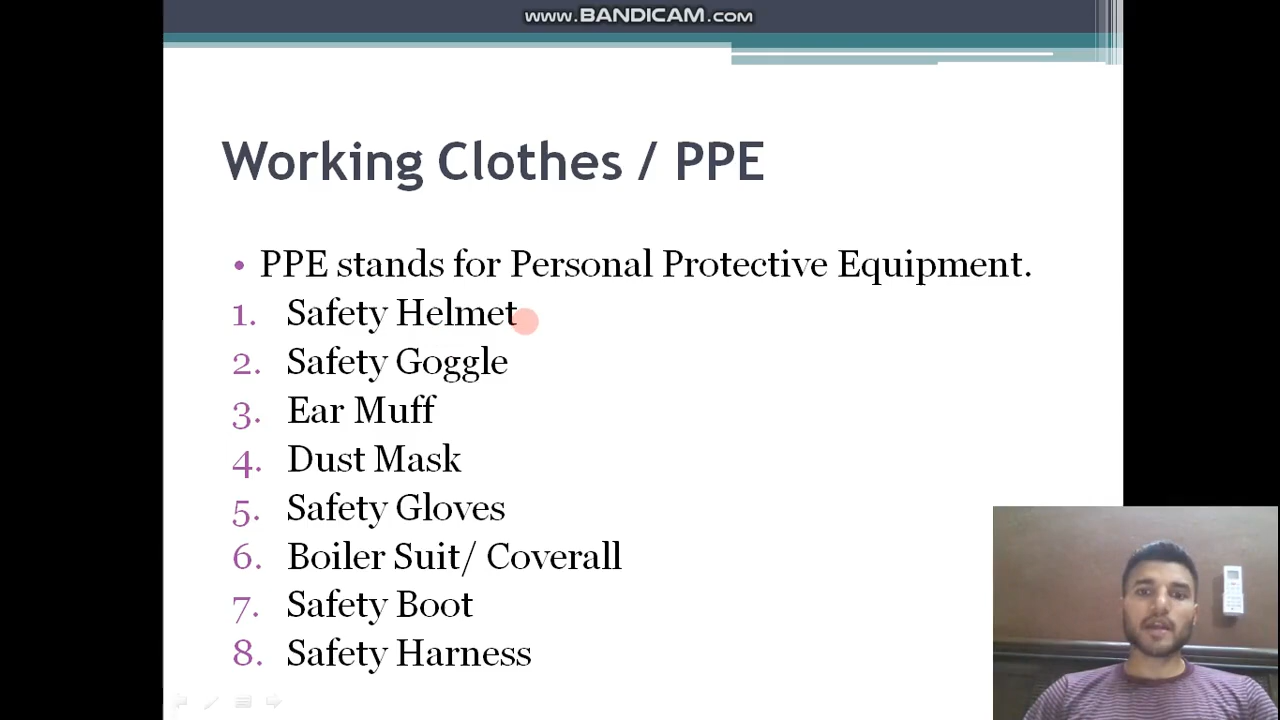 www.BANDICAM.com
Working Clothes / PPE
• PPE stands for Personal Protective Equipment.
1. Safety Helmet
2. Safety Goggle
3. Ear Muff
4. Dust Mask
5. Safety Gloves
6. Boiler Suit/ Coverall
7. Safety Boot
8. Safety Harness